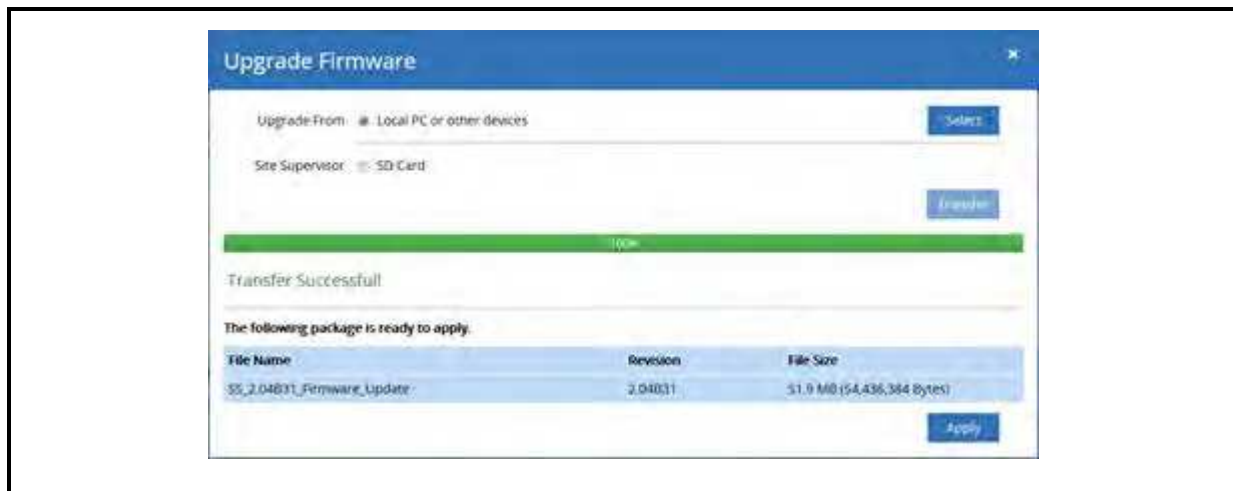 Upgrade Firmware
Upgrade From Local PC or other devices Select
Site Supervisor SD Card
Transfer
100%
Transfer Successfull
The following package is ready to apply.
File Name Revision File Size
SS_2.04B31_Firmware_Update 2.04B31 51.9 MB (54,436,384 Bytes)
Apply